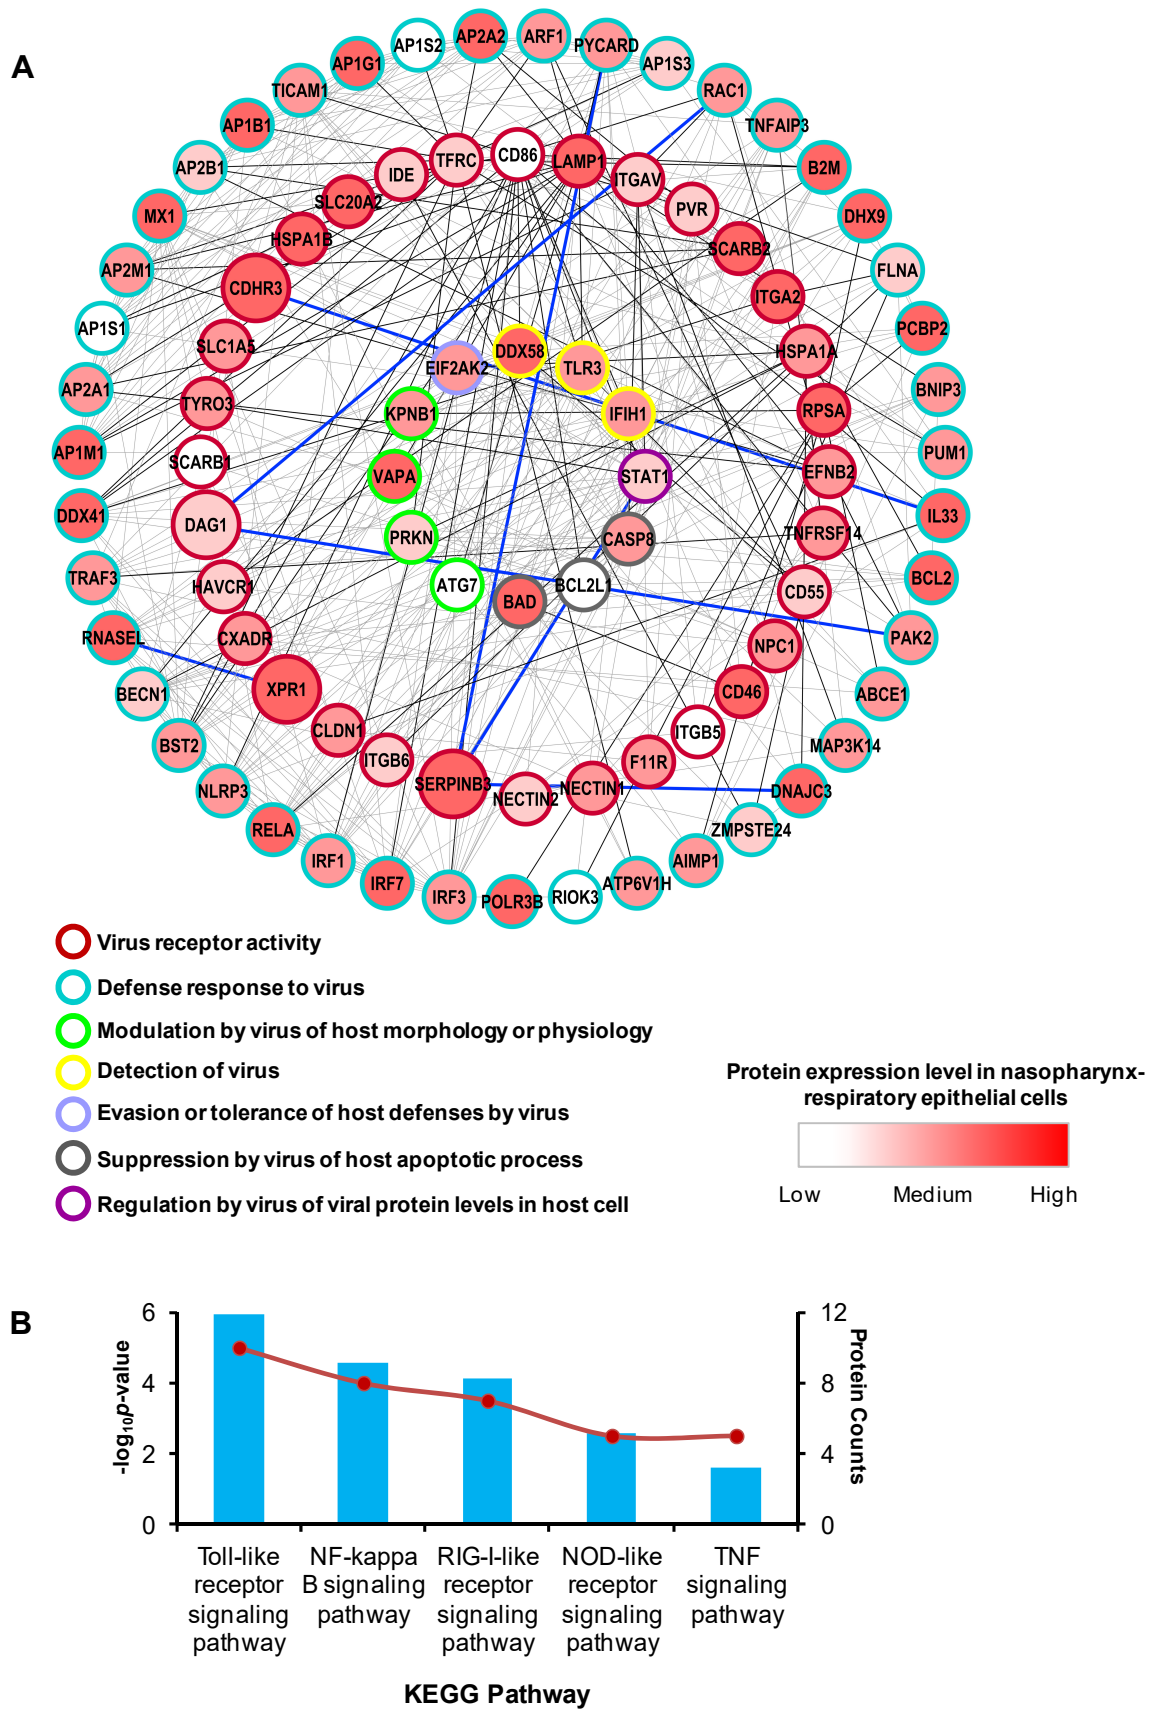 A
AP1S2
AP2A2
ARF1
PYCARD
AP1S3
RAC1
TNFAIP3
B2M
DHX9
FLNA
PCBP2
BNIP3
PUM1
IL33
BCL2
PAK2
ABCE1
MAP3K14
DNAJC3
ZMPSTE24
AIMP1
ATP6V1H
RIOK3
POLR3B
IRF3
IRF7
IRF1
RELA
NLRP3
BST2
BECN1
RNASEL
TRAF3
DDX41
AP1M1
AP2A1
AP1S1
AP2M1
MX1
AP2B1
AP1B1
TICAM1
AP1G1
CD86
LAMP1
ITGAV
PVR
SCARB2
ITGA2
HSPA1A
RPSA
EFNB2
TNFRSF14
CD55
NPC1
CD46
ITGB5
F11R
NECTIN1
NECTIN2
SERPINB3
ITGB6
CLDN1
XPR1
CXADR
HAVCR1
DAG1
SCARB1
TYRO3
SLC1A5
CDHR3
HSPA1B
SLC20A2
IDE
TFRC
DDX58
TLR3
IFIH1
STAT1
CASP8
BCL2L1
BAD
ATG7
PRKN
VAPA
KPNB1
EIF2AK2
Virus receptor activity
Defense response to virus
Modulation by virus of host morphology or physiology
Detection of virus
Evasion or tolerance of host defenses by virus
Suppression by virus of host apoptotic process
Regulation by virus of viral protein levels in host cell
Protein expression level in nasopharynx-
respiratory epithelial cells
Low Medium High
B
6
4
2
0
-log₁₀p-value
12
8
4
0
Protein Counts
Toll-like
receptor
signaling
pathway
NF-kappa
B signaling
pathway
RIG-I-like
receptor
signaling
pathway
NOD-like
receptor
signaling
pathway
TNF
signaling
pathway
KEGG Pathway